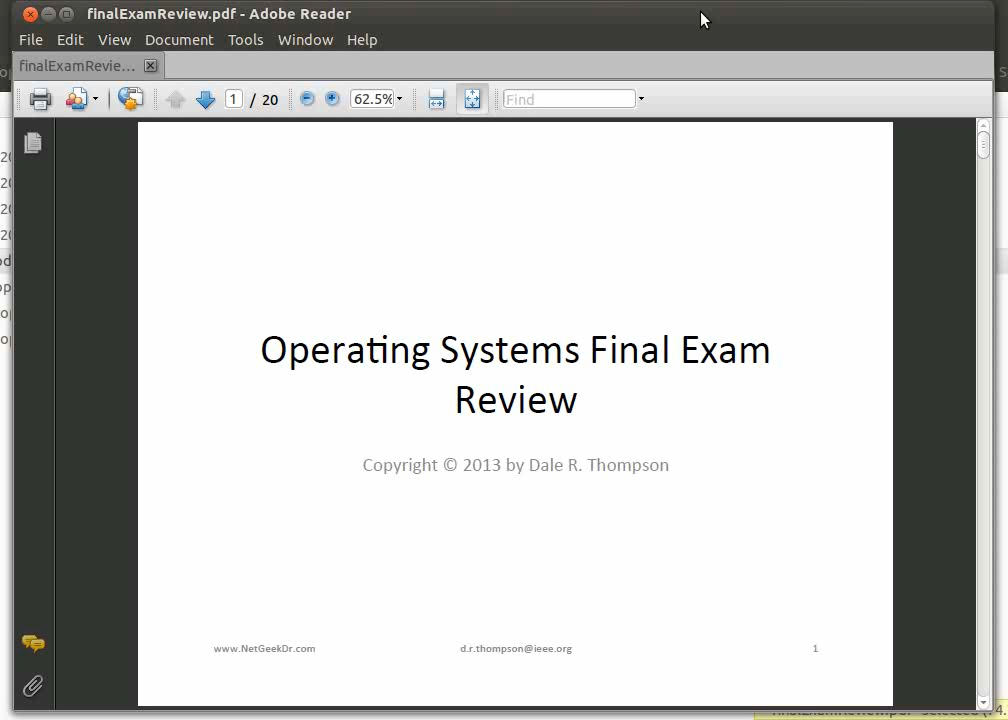 finalExamReview.pdf - Adobe Reader
File Edit View Document Tools Window Help
finalExamRevie...
1 / 20 62.5% Find
Operating Systems Final Exam
Review
Copyright © 2013 by Dale R. Thompson
www.NetGeekDr.com d.r.thompson@ieee.org 1